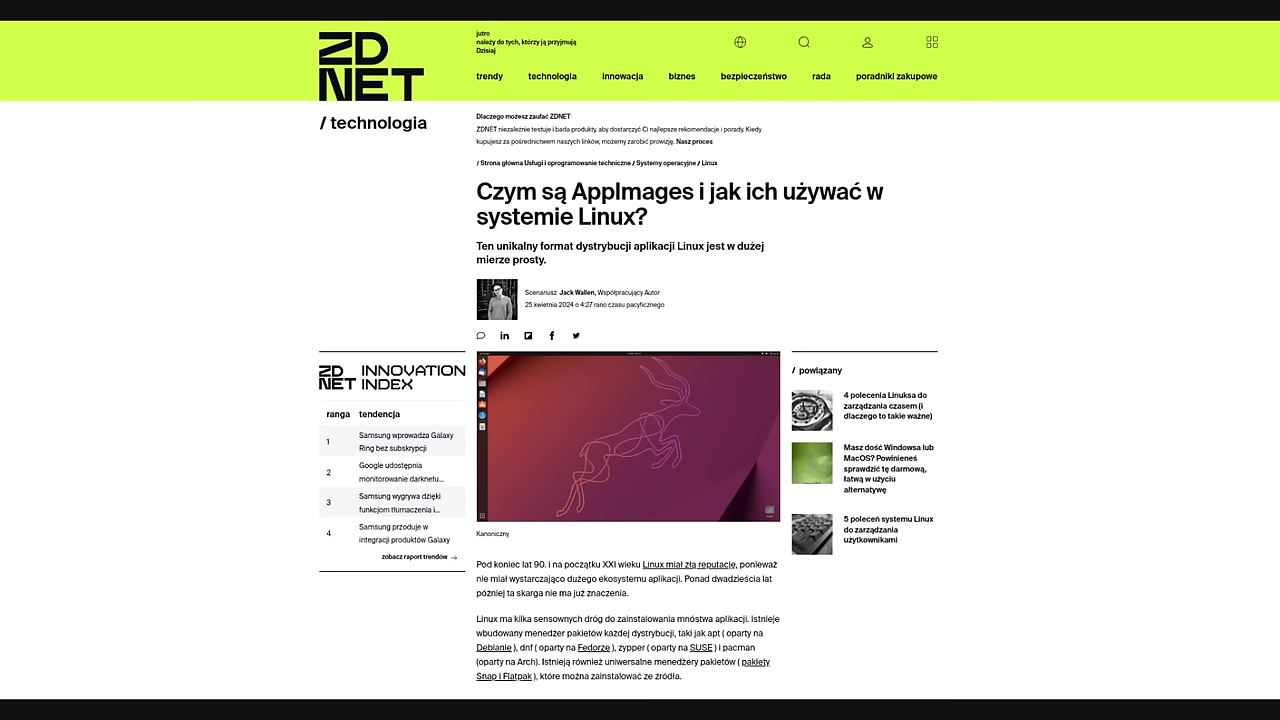 ZD
NET
jutro
należy do tych, którzy ją przyjmują
Dzisiaj
trendy technologia innowacja biznes bezpieczeństwo rada poradniki zakupowe
/ technologia
Dlaczego możesz zaufać ZDNET
ZDNET niezależnie testuje i bada produkty, aby dostarczyć Ci najlepsze rekomendacje i porady. Kiedy
kupujesz za pośrednictwem naszych linków, możemy zarobić prowizję. Nasz proces
/ Strona główna Usługi i oprogramowanie techniczne / Systemy operacyjne / Linux
Czym są AppImages i jak ich używać w
systemie Linux?
Ten unikalny format dystrybucji aplikacji Linux jest w dużej
mierze prosty.
Scenariusz Jack Wallen, Współpracujący Autor
25 kwietnia 2024 o 4:27 rano czasu pacyficznego
ZD
NET INNOVATION
INDEX
ranga tendencja
1 Samsung wprowadza Galaxy
Ring bez subskrypcji
2 Google udostępnia
monitorowanie darknetu...
3 Samsung wygrywa dzięki
funkcjom tłumaczenia i...
4 Samsung przoduje w
integracji produktów Galaxy
zobacz raport trendów →
Kanoniczny
Pod koniec lat 90. i na początku XXI wieku Linux miał złą reputację, ponieważ
nie miał wystarczająco dużego ekosystemu aplikacji. Ponad dwadzieścia lat
później ta skarga nie ma już znaczenia.
Linux ma kilka sensownych dróg do zainstalowania mnóstwa aplikacji. Istnieje
wbudowany menedżer pakietów każdej dystrybucji, taki jak apt ( oparty na
Debianie ), dnf ( oparty na Fedorze ), zypper ( oparty na SUSE ) i pacman
(oparty na Arch). Istnieją również uniwersalne menedżery pakietów ( pakiety
Snap i Flatpak ), które można zainstalować ze źródła.
/ powiązany
4 polecenia Linuksa do
zarządzania czasem (i
dlaczego to takie ważne)
Masz dość Windowsa lub
MacOS? Powinieneś
sprawdzić tę darmową,
łatwą w użyciu
alternatywę
5 poleceń systemu Linux
do zarządzania
użytkownikami